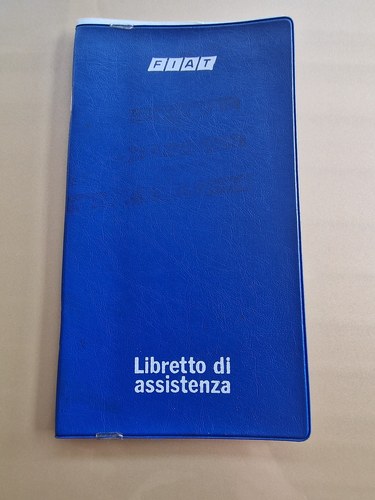 FIAT
Libretto di
assistenza